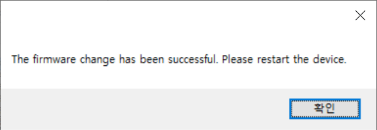 The firmware change has been successful. Please restart the device.
확인